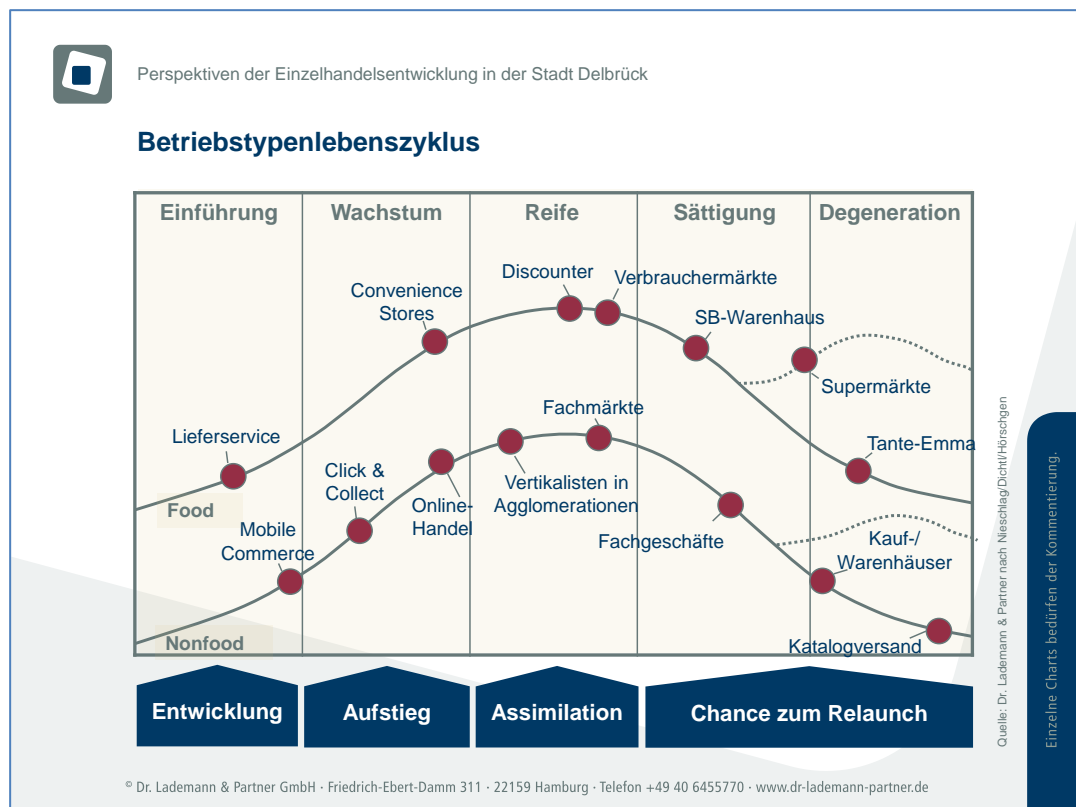 Perspektiven der Einzelhandelsentwicklung in der Stadt Delbrück
Betriebstypenlebenszyklus
Einführung
Wachstum
Reife
Sättigung
Degeneration
Discounter
Verbrauchermärkte
Convenience
Stores
SB-Warenhaus
Supermärkte
Fachmärkte
Lieferservice
Tante-Emma
Click &
Collect
Vertikalisten in
Agglomerationen
Online-
Handel
Food
Mobile
Commerce
Fachgeschäfte
Kauf-/
Warenhäuser
Nonfood
Katalogversand
Entwicklung
Aufstieg
Assimilation
Chance zum Relaunch
Quelle: Dr. Lademann & Partner nach Nieschlag/Dichtl/Hörschgen
Einzelne Charts bedürfen der Kommentierung.
© Dr. Lademann & Partner GmbH · Friedrich-Ebert-Damm 311 · 22159 Hamburg · Telefon +49 40 6455770 · www.dr-lademann-partner.de